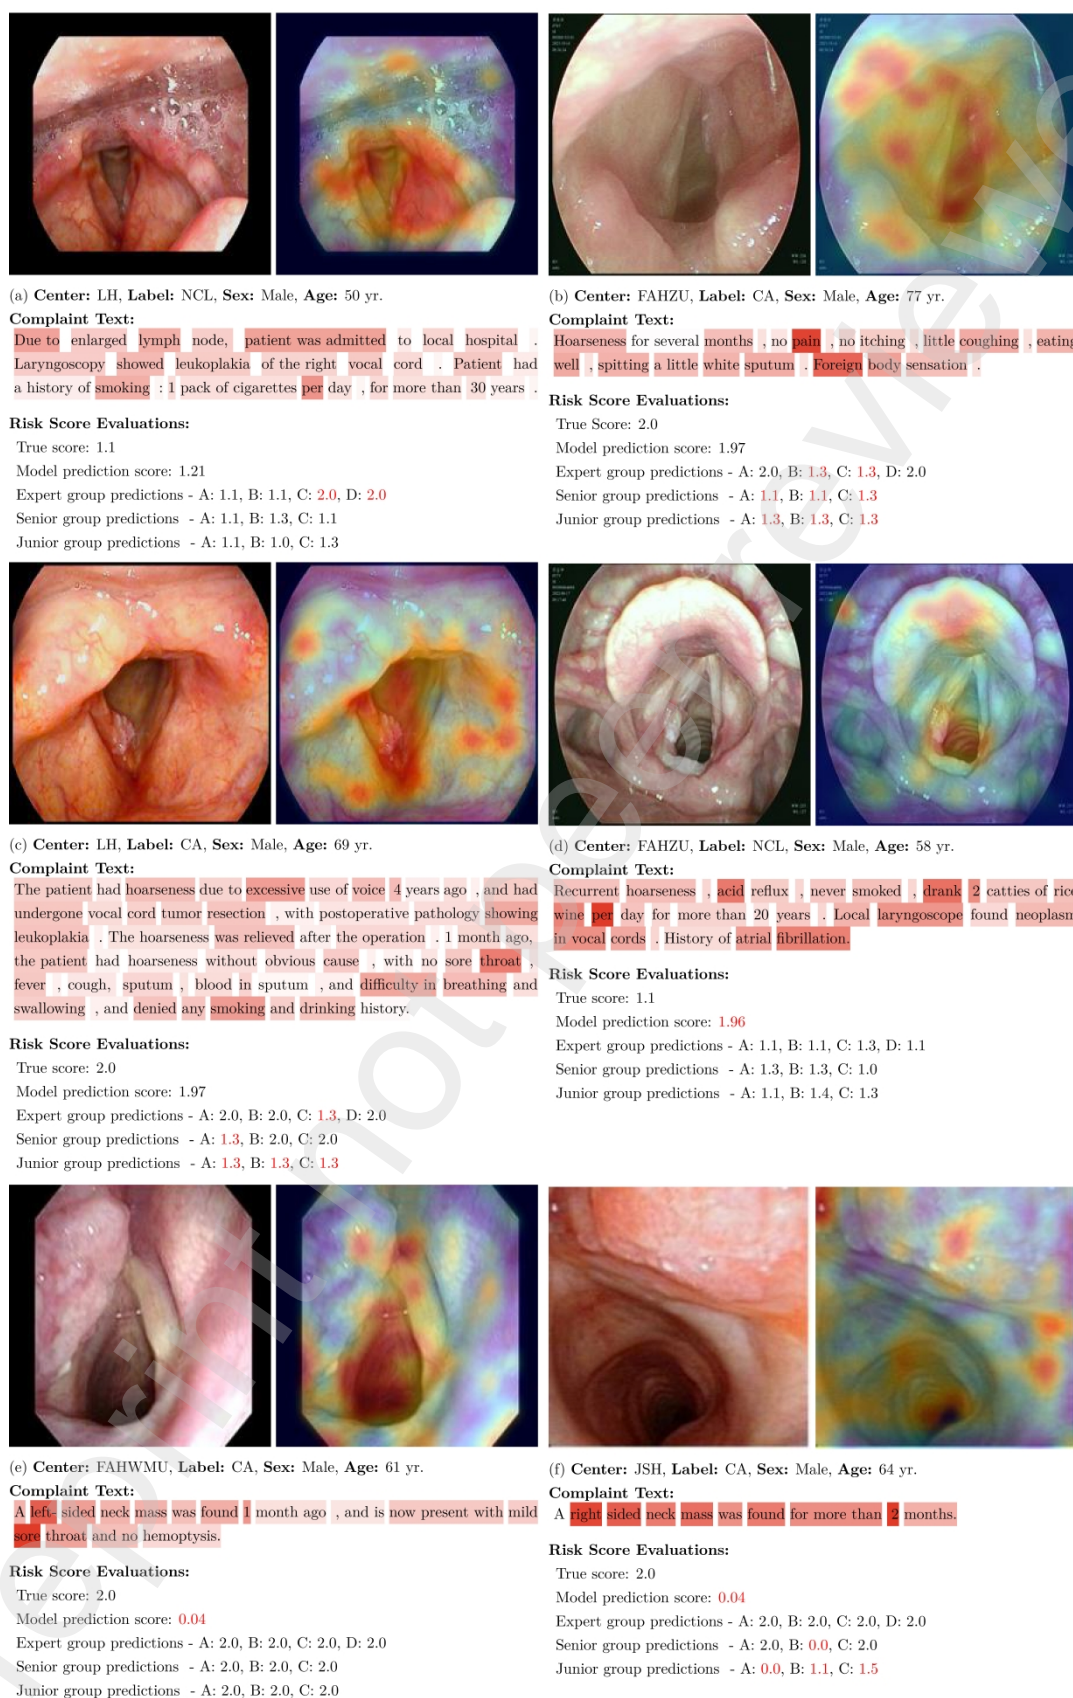 (a) Center: LH, Label: NCL, Sex: Male, Age: 50 yr.
Complaint Text:
Due to enlarged lymph node, patient was admitted to local hospital .
Laryngoscopy showed leukoplakia of the right vocal cord . Patient had
a history of smoking : 1 pack of cigarettes per day , for more than 30 years .
Risk Score Evaluations:
True score: 1.1
Model prediction score: 1.21
Expert group predictions - A: 1.1, B: 1.1, C: 2.0, D: 2.0
Senior group predictions - A: 1.1, B: 1.3, C: 1.1
Junior group predictions - A: 1.1, B: 1.0, C: 1.3
(b) Center: FAHZU, Label: CA, Sex: Male, Age: 77 yr.
Complaint Text:
Hoarseness for several months , no pain , no itching , little coughing , eating
well , spitting a little white sputum . Foreign body sensation .
Risk Score Evaluations:
True Score: 2.0
Model prediction score: 1.97
Expert group predictions - A: 2.0, B: 1.3, C: 1.3, D: 2.0
Senior group predictions - A: 1.1, B: 1.1, C: 1.3
Junior group predictions - A: 1.3, B: 1.3, C: 1.3
(c) Center: LH, Label: CA, Sex: Male, Age: 69 yr.
Complaint Text:
The patient had hoarseness due to excessive use of voice 4 years ago , and had
undergone vocal cord tumor resection , with postoperative pathology showing
leukoplakia . The hoarseness was relieved after the operation . 1 month ago,
the patient had hoarseness without obvious cause , with no sore throat ,
fever , cough, sputum , blood in sputum , and difficulty in breathing and
swallowing , and denied any smoking and drinking history.
Risk Score Evaluations:
True score: 2.0
Model prediction score: 1.97
Expert group predictions - A: 2.0, B: 2.0, C: 1.3, D: 2.0
Senior group predictions - A: 1.3, B: 2.0, C: 2.0
Junior group predictions - A: 1.3, B: 1.3, C: 1.3
(d) Center: FAHZU, Label: NCL, Sex: Male, Age: 58 yr.
Complaint Text:
Recurrent hoarseness , acid reflux , never smoked , drank 2 catties of rice
wine per day for more than 20 years . Local laryngoscope found neoplasm
in vocal cords . History of atrial fibrillation.
Risk Score Evaluations:
True score: 1.1
Model prediction score: 1.96
Expert group predictions - A: 1.1, B: 1.1, C: 1.3, D: 1.1
Senior group predictions - A: 1.3, B: 1.3, C: 1.0
Junior group predictions - A: 1.1, B: 1.4, C: 1.3
(e) Center: FAHWMU, Label: CA, Sex: Male, Age: 61 yr.
Complaint Text:
A left- sided neck mass was found 1 month ago , and is now present with mild
sore throat and no hemoptysis.
Risk Score Evaluations:
True score: 2.0
Model prediction score: 0.04
Expert group predictions - A: 2.0, B: 2.0, C: 2.0, D: 2.0
Senior group predictions - A: 2.0, B: 2.0, C: 2.0
Junior group predictions - A: 2.0, B: 2.0, C: 2.0
(f) Center: JSH, Label: CA, Sex: Male, Age: 64 yr.
Complaint Text:
A right sided neck mass was found for more than 2 months.
Risk Score Evaluations:
True score: 2.0
Model prediction score: 0.04
Expert group predictions - A: 2.0, B: 2.0, C: 2.0, D: 2.0
Senior group predictions - A: 2.0, B: 0.0, C: 2.0
Junior group predictions - A: 0.0, B: 1.1, C: 1.5
eprint not peer reviewe